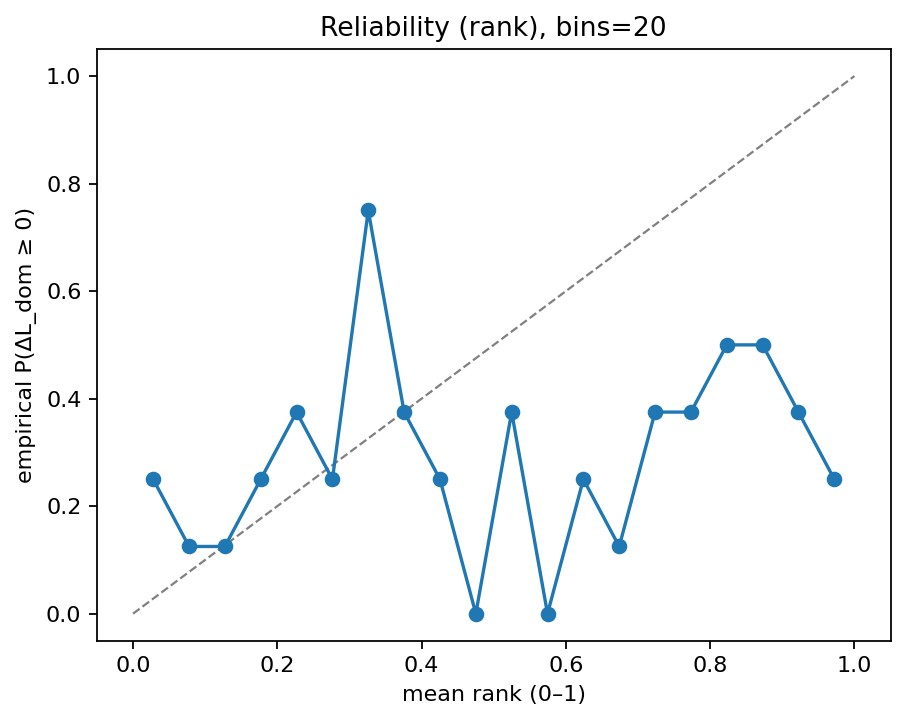 Reliability (rank), bins=20
empirical P(ΔL_dom ≥ 0)
1.0
0.8
0.6
0.4
0.2
0.0
0.0 0.2 0.4 0.6 0.8 1.0
mean rank (0–1)